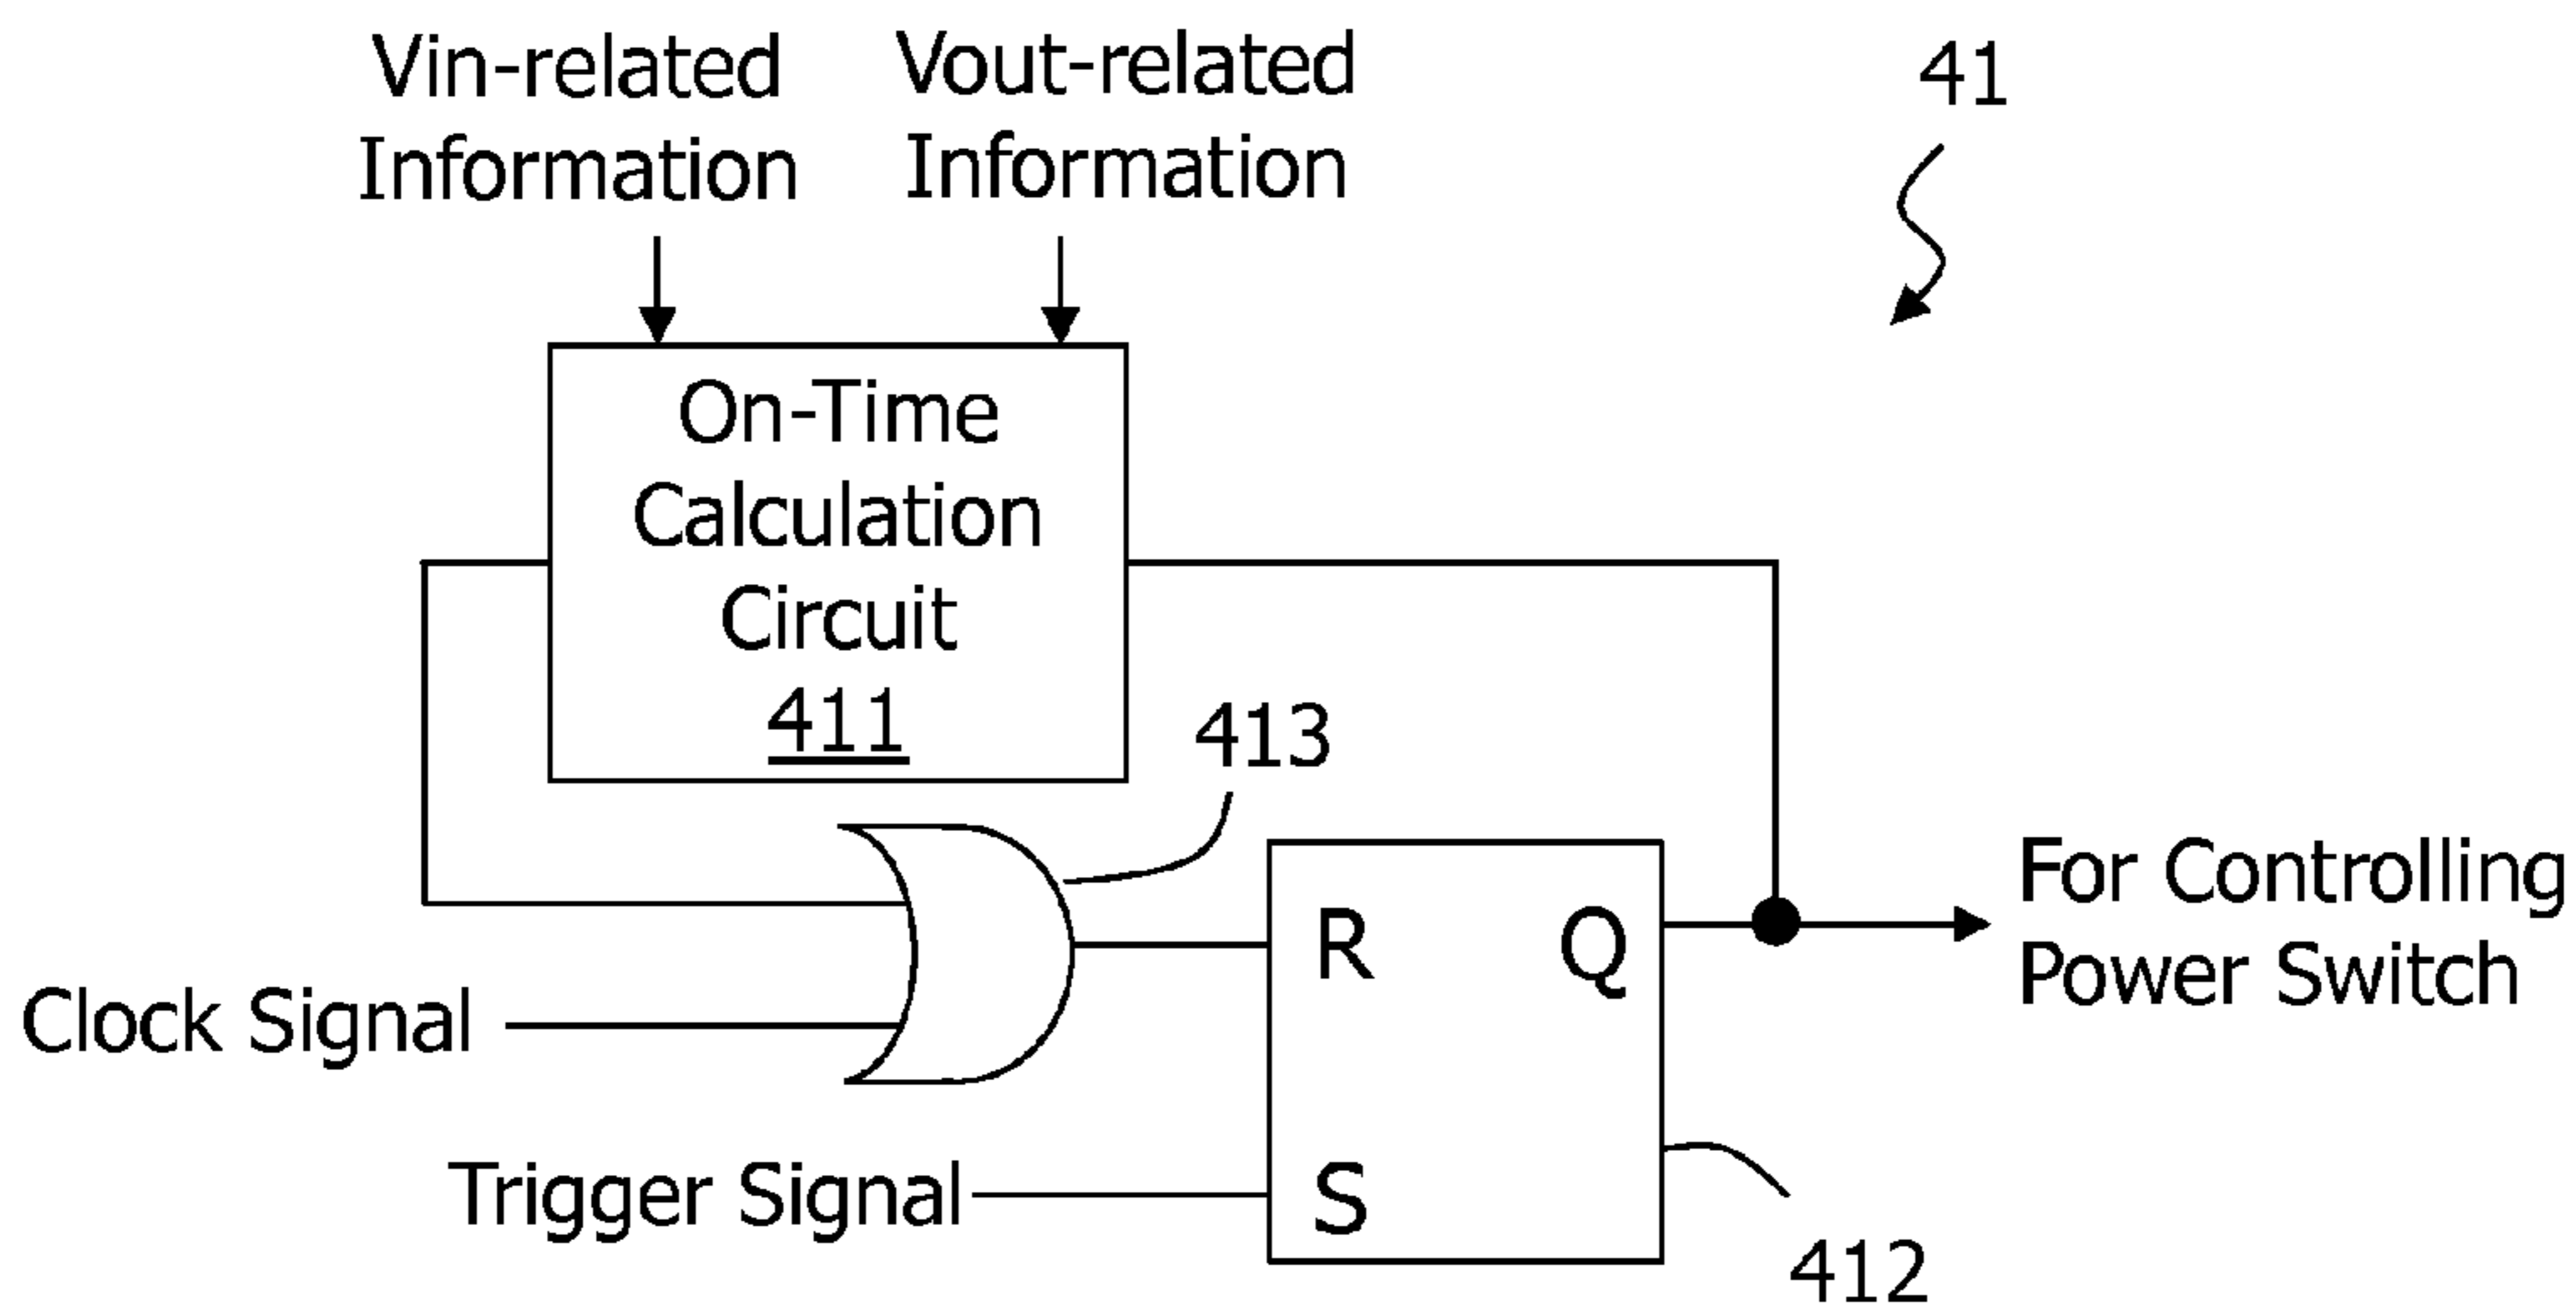 Vin-related
Information
Vout-related
Information
41
On-Time
Calculation
Circuit
411
413
R
Q
For Controlling
Power Switch
Clock Signal
Trigger Signal
S
412